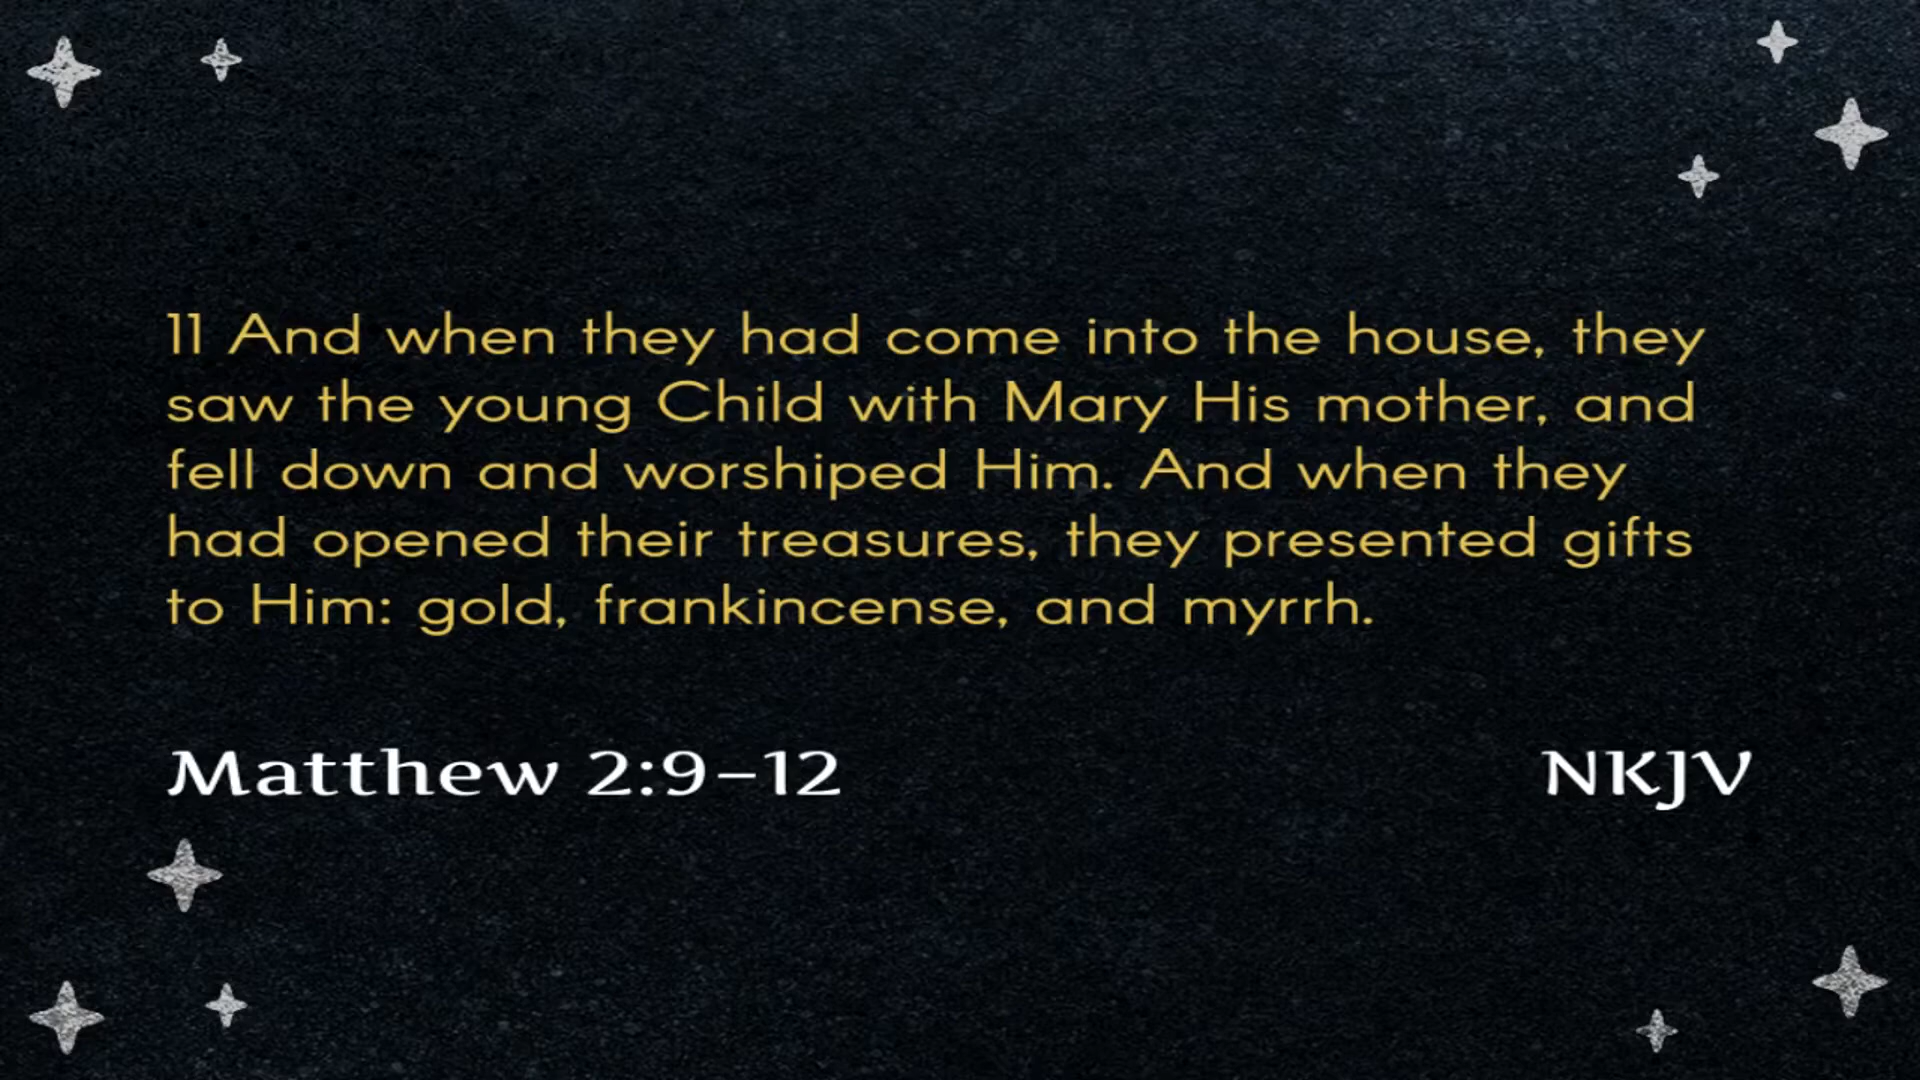 11 And when they had come into the house, they
saw the young Child with Mary His mother, and
fell down and worshiped Him. And when they
had opened their treasures, they presented gifts
to Him: gold, frankincense, and myrrh.
Matthew 2:9–12 NKJV